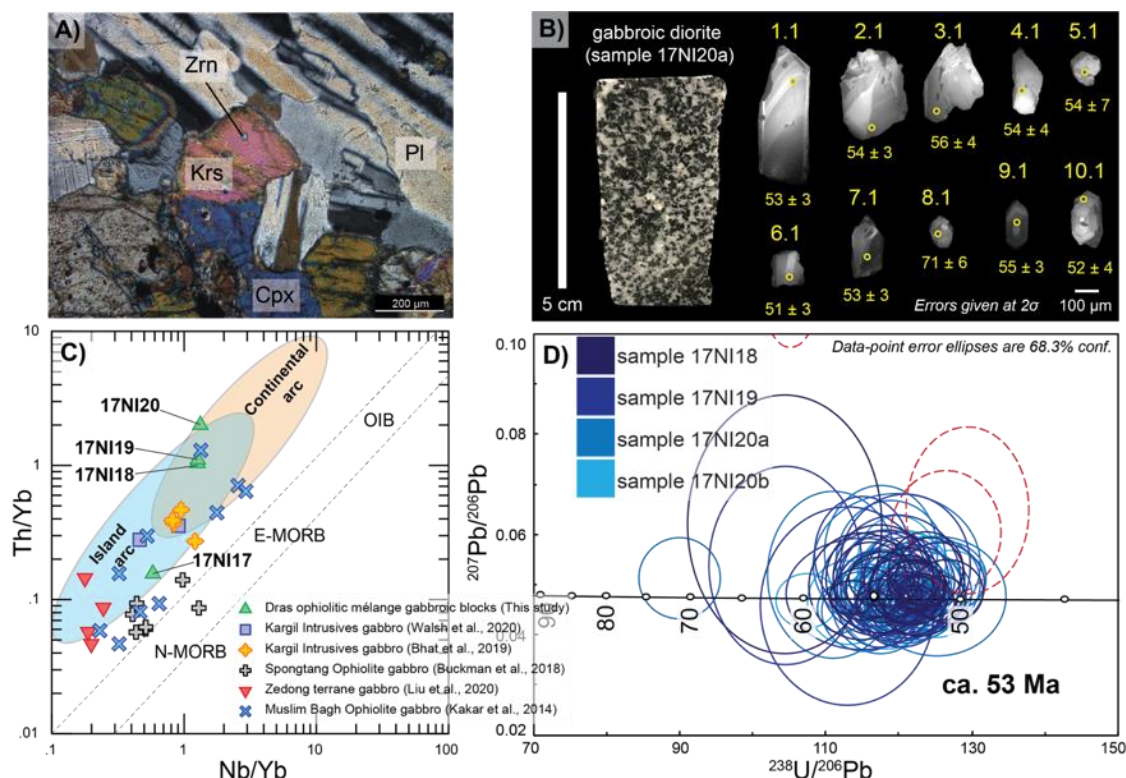 A)
Zrn
Krs
Pl
Cpx
200 µm
B)
gabbroic diorite
(sample 17NI20a)
5 cm
1.1
2.1
3.1
4.1
5.1
53 ± 3
54 ± 3
56 ± 4
54 ± 4
54 ± 7
6.1
7.1
8.1
9.1
10.1
51 ± 3
53 ± 3
71 ± 6
55 ± 3
52 ± 4
Errors given at 2σ
100 µm
C)
10
1
.1
.01
Th/Yb
17NI20
17NI19
17NI18
17NI17
Continental
arc
Island
arc
OIB
E-MORB
N-MORB
Dras ophiolitic mélange gabbroic blocks (This study)
Kargil Intrusives gabbro (Walsh et al., 2020)
Kargil Intrusives gabbro (Bhat et al., 2019)
Spongtang Ophiolite gabbro (Buckman et al., 2018)
Zedong terrane gabbro (Liu et al., 2020)
Muslim Bagh Ophiolite gabbro (Kakar et al., 2014)
.1
1
10
100
Nb/Yb
D)
sample 17NI18
sample 17NI19
sample 17NI20a
sample 17NI20b
Data-point error ellipses are 68.3% conf.
0.10
0.08
0.06
0.04
0.02
207Pb/206Pb
90
80
70
60
50
ca. 53 Ma
70
90
110
130
150
238U/206Pb